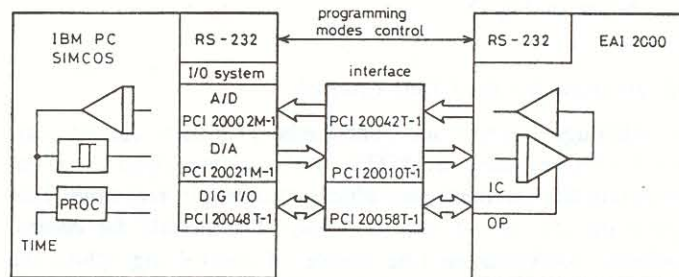 programming
modes control
IBM PC
SIMCOS
RS-232
RS-232
EAI 2000
I/O system
interface
A/D
PCI 20002M-1
PCI 20042T-1
D/A
PCI 20021M-1
PCI 20010T-1
DIG I/O
PCI 20048T-1
PCI 20058T-1
PROC
TIME
IC
OP